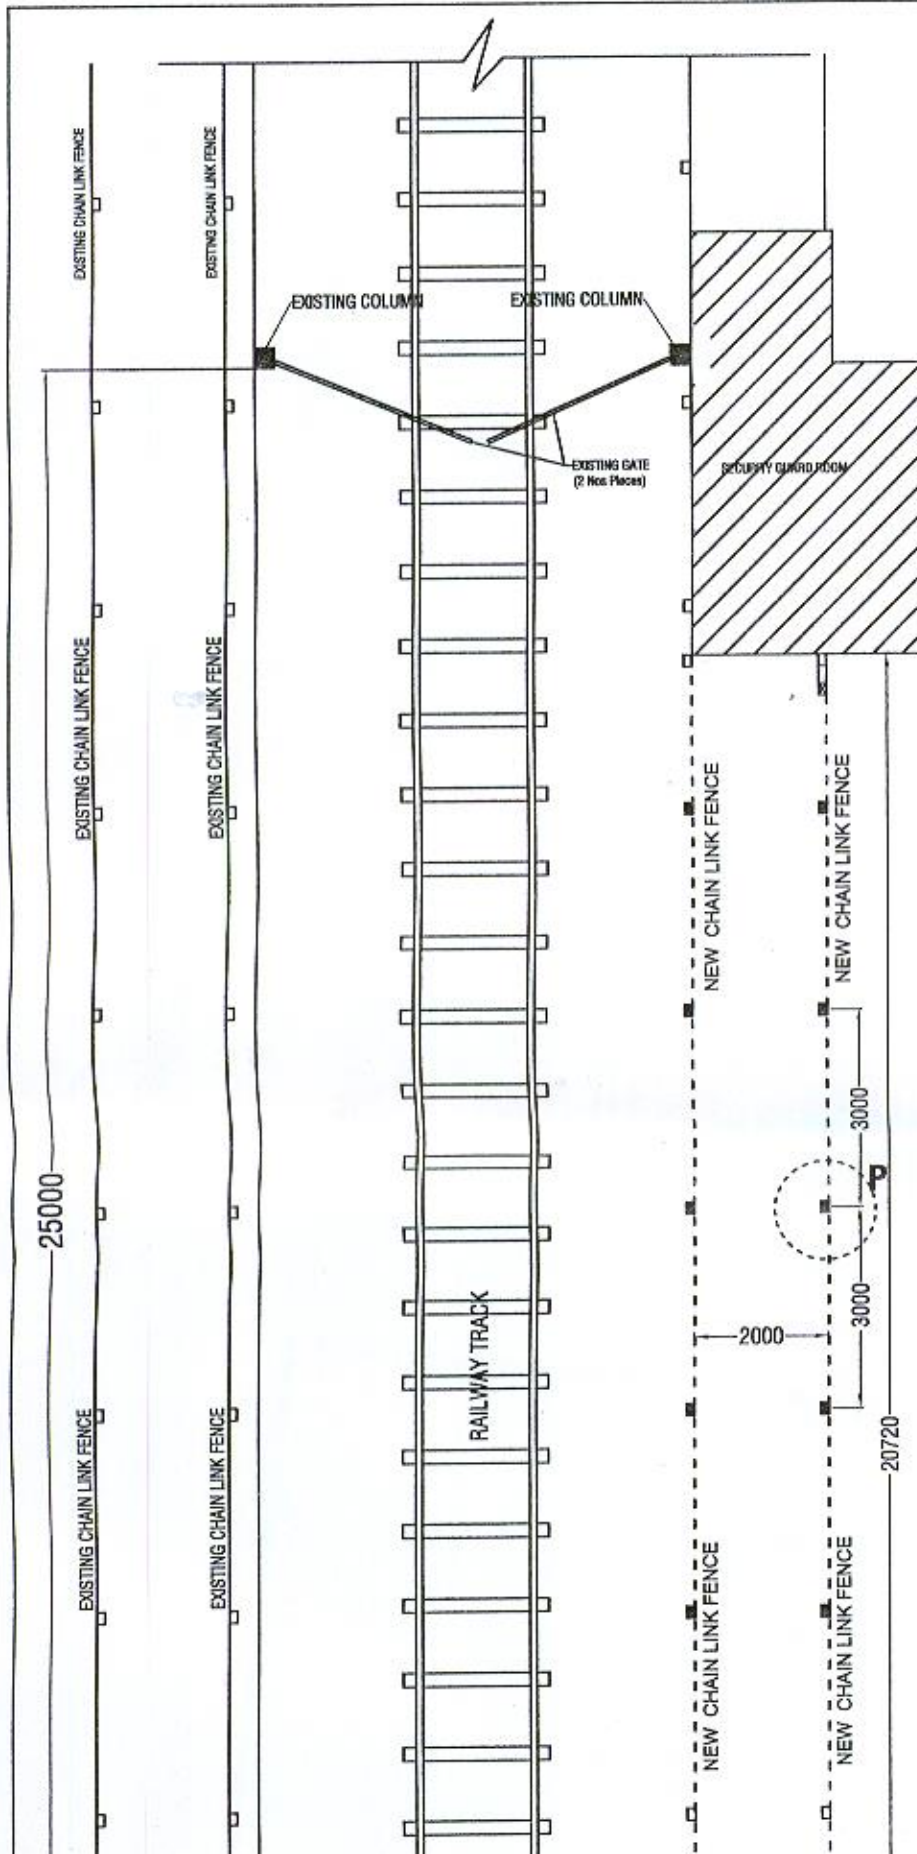 EXISTING CHAIN LINK FENCE
EXISTING CHAIN LINK FENCE
EXISTING COLUMN
EXISTING COLUMN
EXISTING GATE
(2 Nos Pieces)
SECURITY GUARD ROOM
EXISTING CHAIN LINK FENCE
EXISTING CHAIN LINK FENCE
NEW CHAIN LINK FENCE
NEW CHAIN LINK FENCE
25000
3000
P
3000
2000
RAILWAY TRACK
20720
EXISTING CHAIN LINK FENCE
EXISTING CHAIN LINK FENCE
NEW CHAIN LINK FENCE
NEW CHAIN LINK FENCE